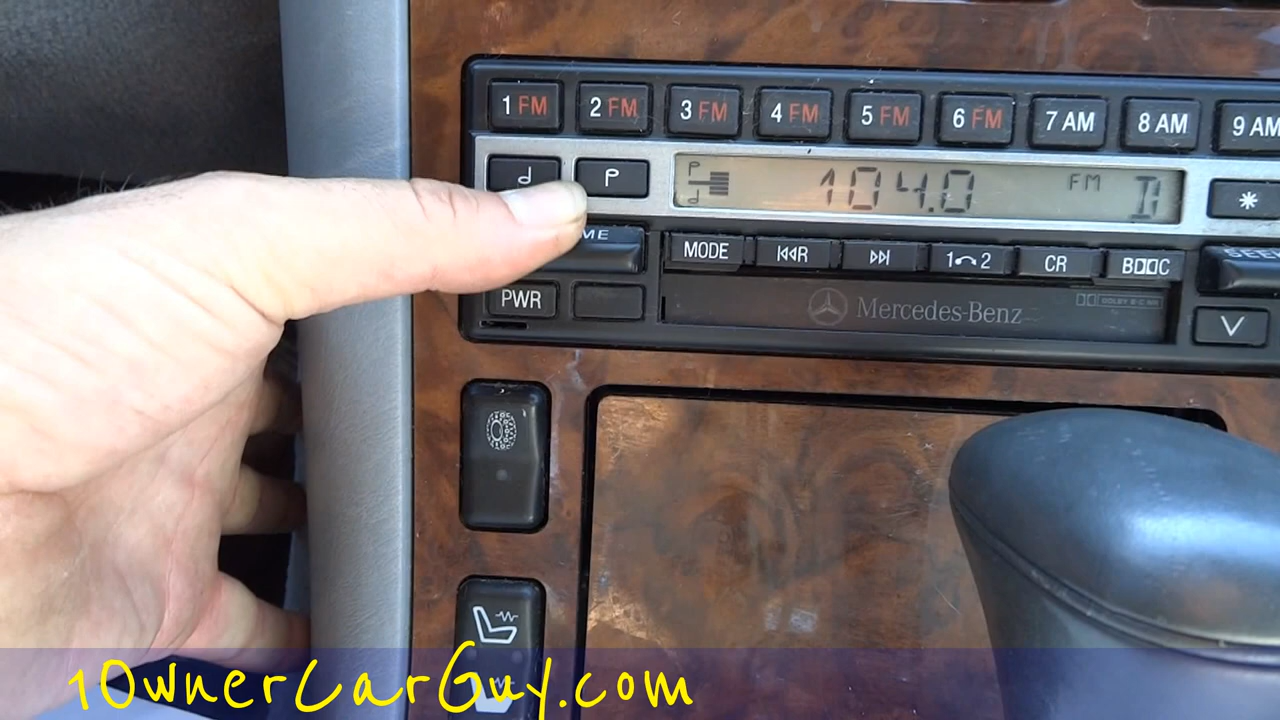 1 FM 2 FM 3 FM 4 FM 5 FM 6 FM 7 AM 8 AM 9 AM
P 104.0 FM
MODE R 1 2 CR B C
PWR
Mercedes-Benz
10wnerCarGuy.com